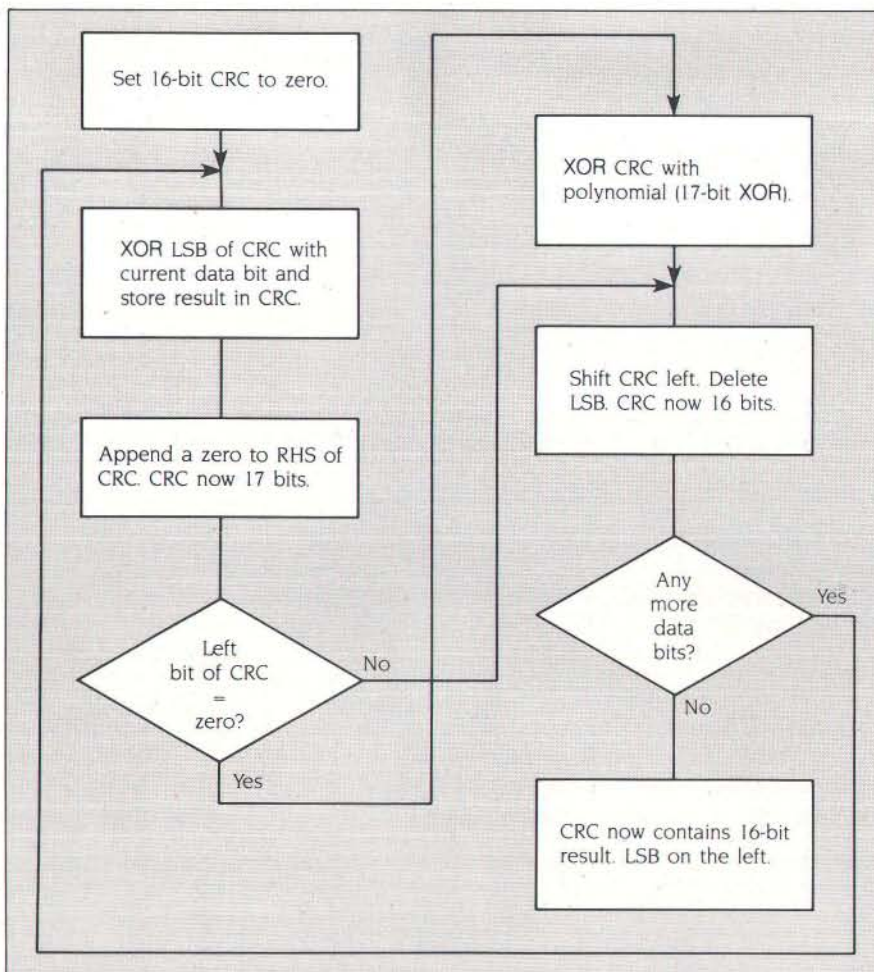 Set 16-bit CRC to zero.
XOR LSB of CRC with
current data bit and
store result in CRC.
Append a zero to RHS of
CRC. CRC now 17 bits.
Left
bit of CRC
=
zero?
No
Yes
XOR CRC with
polynomial (17-bit XOR).
Shift CRC left. Delete
LSB. CRC now 16 bits.
Any
more
data
bits?
Yes
No
CRC now contains 16-bit
result. LSB on the left.